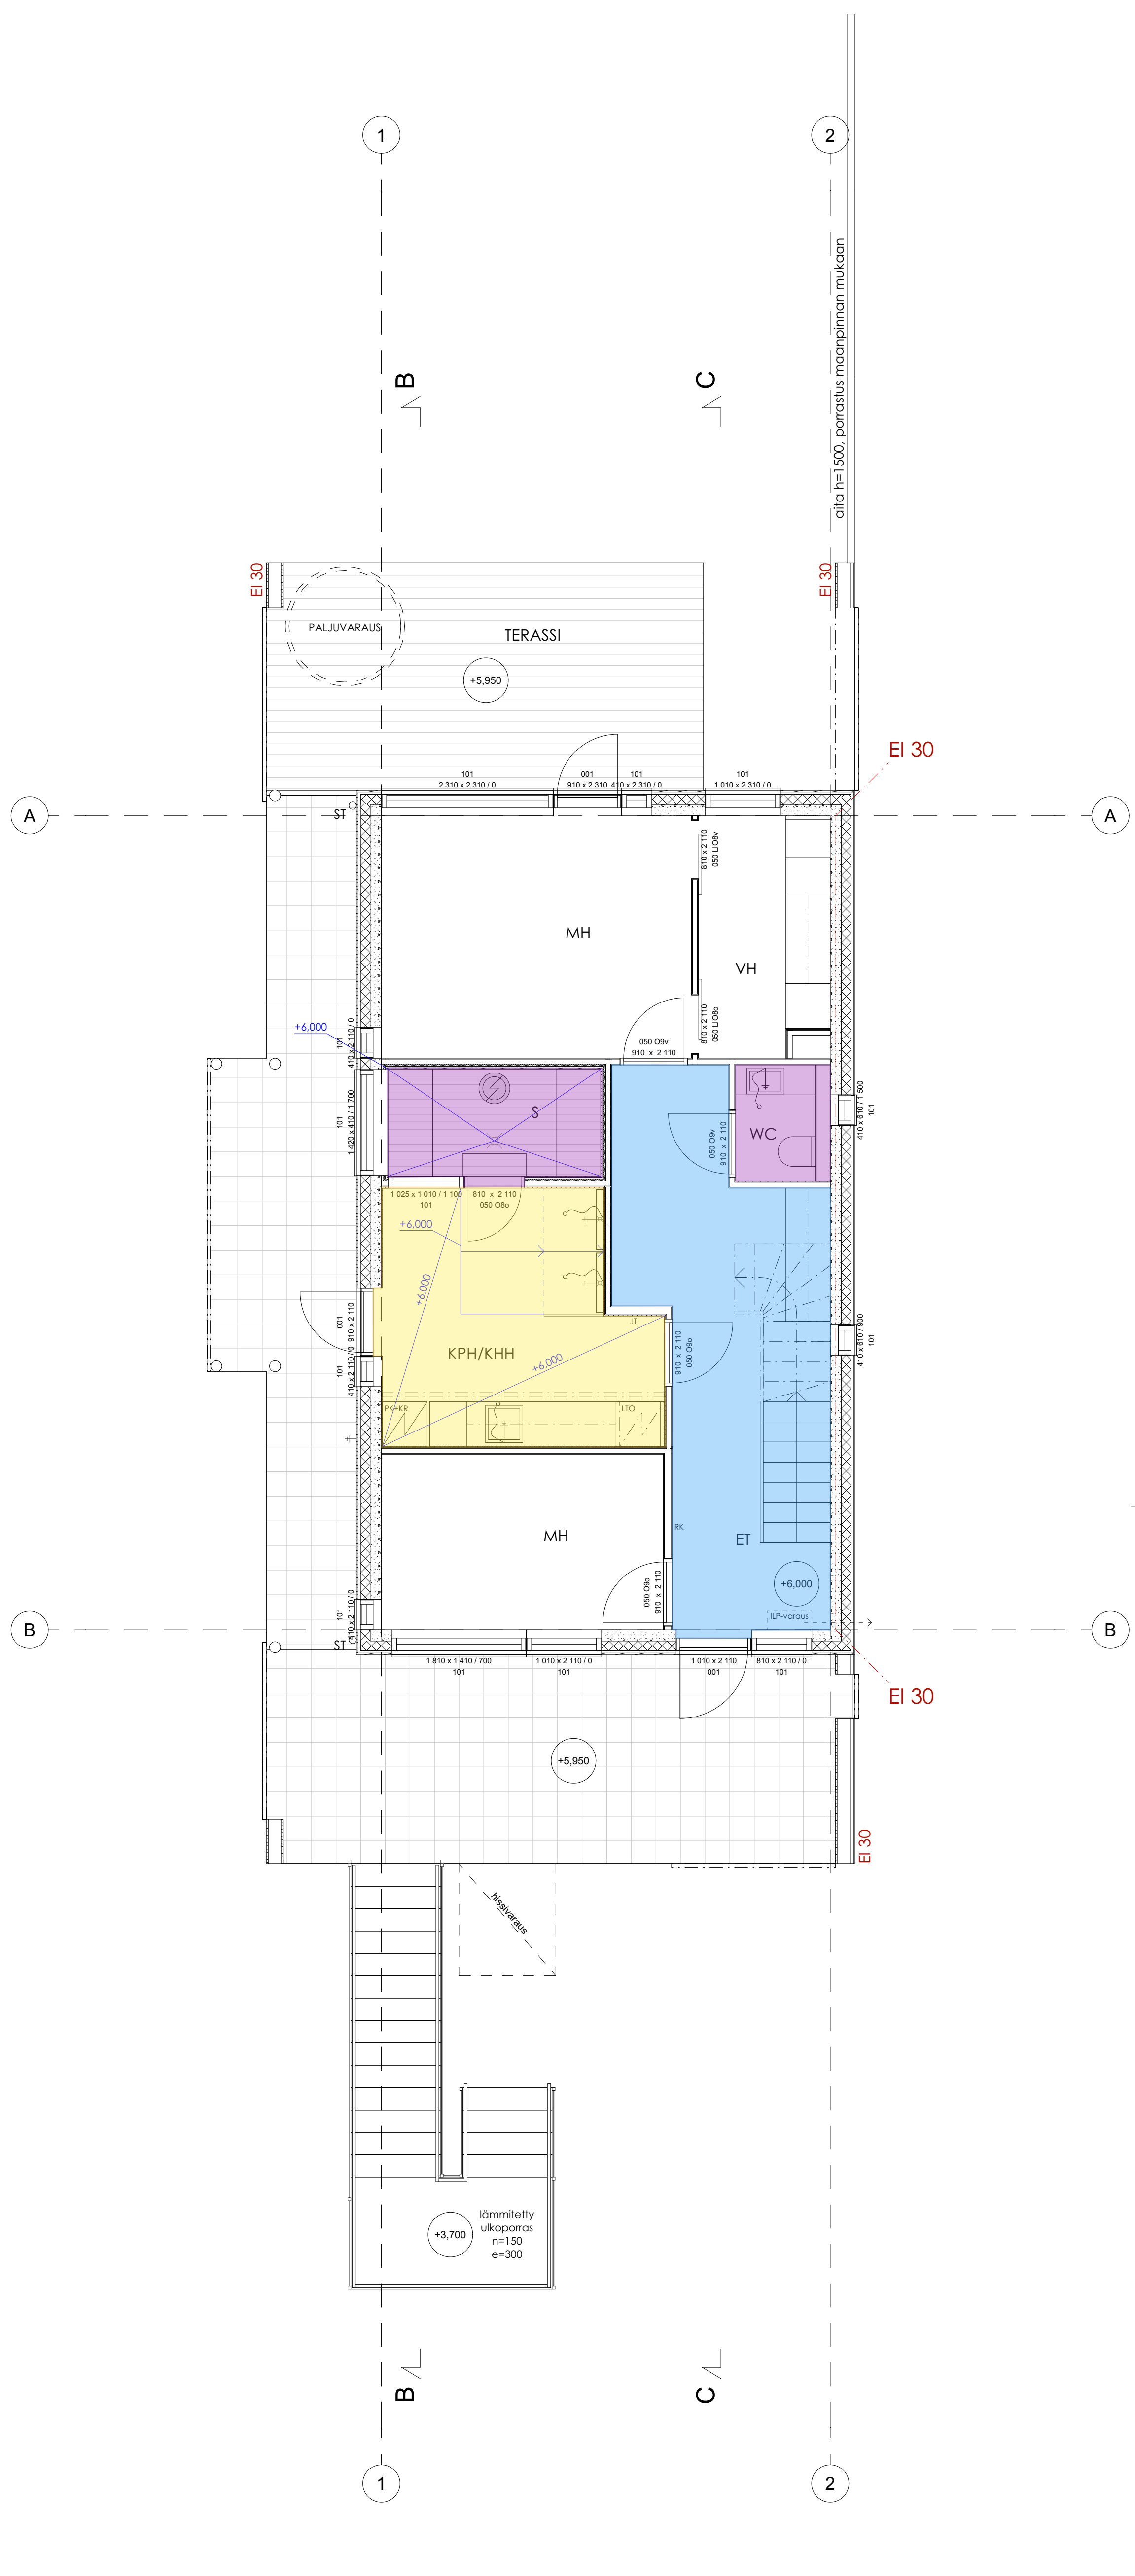 1
2
aita h=1500, porrastus maanpinnan mukaan
B
C
EI 30
EI 30
PALJUVARAUS
TERASSI
+5,950
EI 30
101
2 310 x 2 310 / 0
001
910 x 2 310
101
410 x 2 310 / 0
101
1 010 x 2 310 / 0
A
ST
A
810 x 2 110
050 LIO8v
MH
VH
810 x 2 110
050 LIO8o
+6,000
101
410 x 2 110 / 0
050 O9v
910 x 2 110
101
1 420 x 410 / 1 700
S
WC
050 O9v
910 x 2 110
410 x 610 / 1 500
101
1 025 x 1 010 / 1 100
101
810 x 2 110
050 O8o
+6,000
+6,000
001
910 x 2 110
JT
KPH/KHH
+6,000
910 x 2 110
050 O9o
410 x 610 / 900
101
101
410 x 2 110 / 0
PK+KR
LTO
MH
RK
ET
050 O9o
910 x 2 110
+6,000
ILP-varaus
101
410 x 2 110 / 0
B
ST
B
1 810 x 1 410 / 700
101
1 010 x 2 110 / 0
101
1 010 x 2 110
001
810 x 2 110 / 0
101
EI 30
+5,950
EI 30
hissivaraus
+3,700
lämmitetty
ulkoporras
n=150
e=300
B
C
1
2